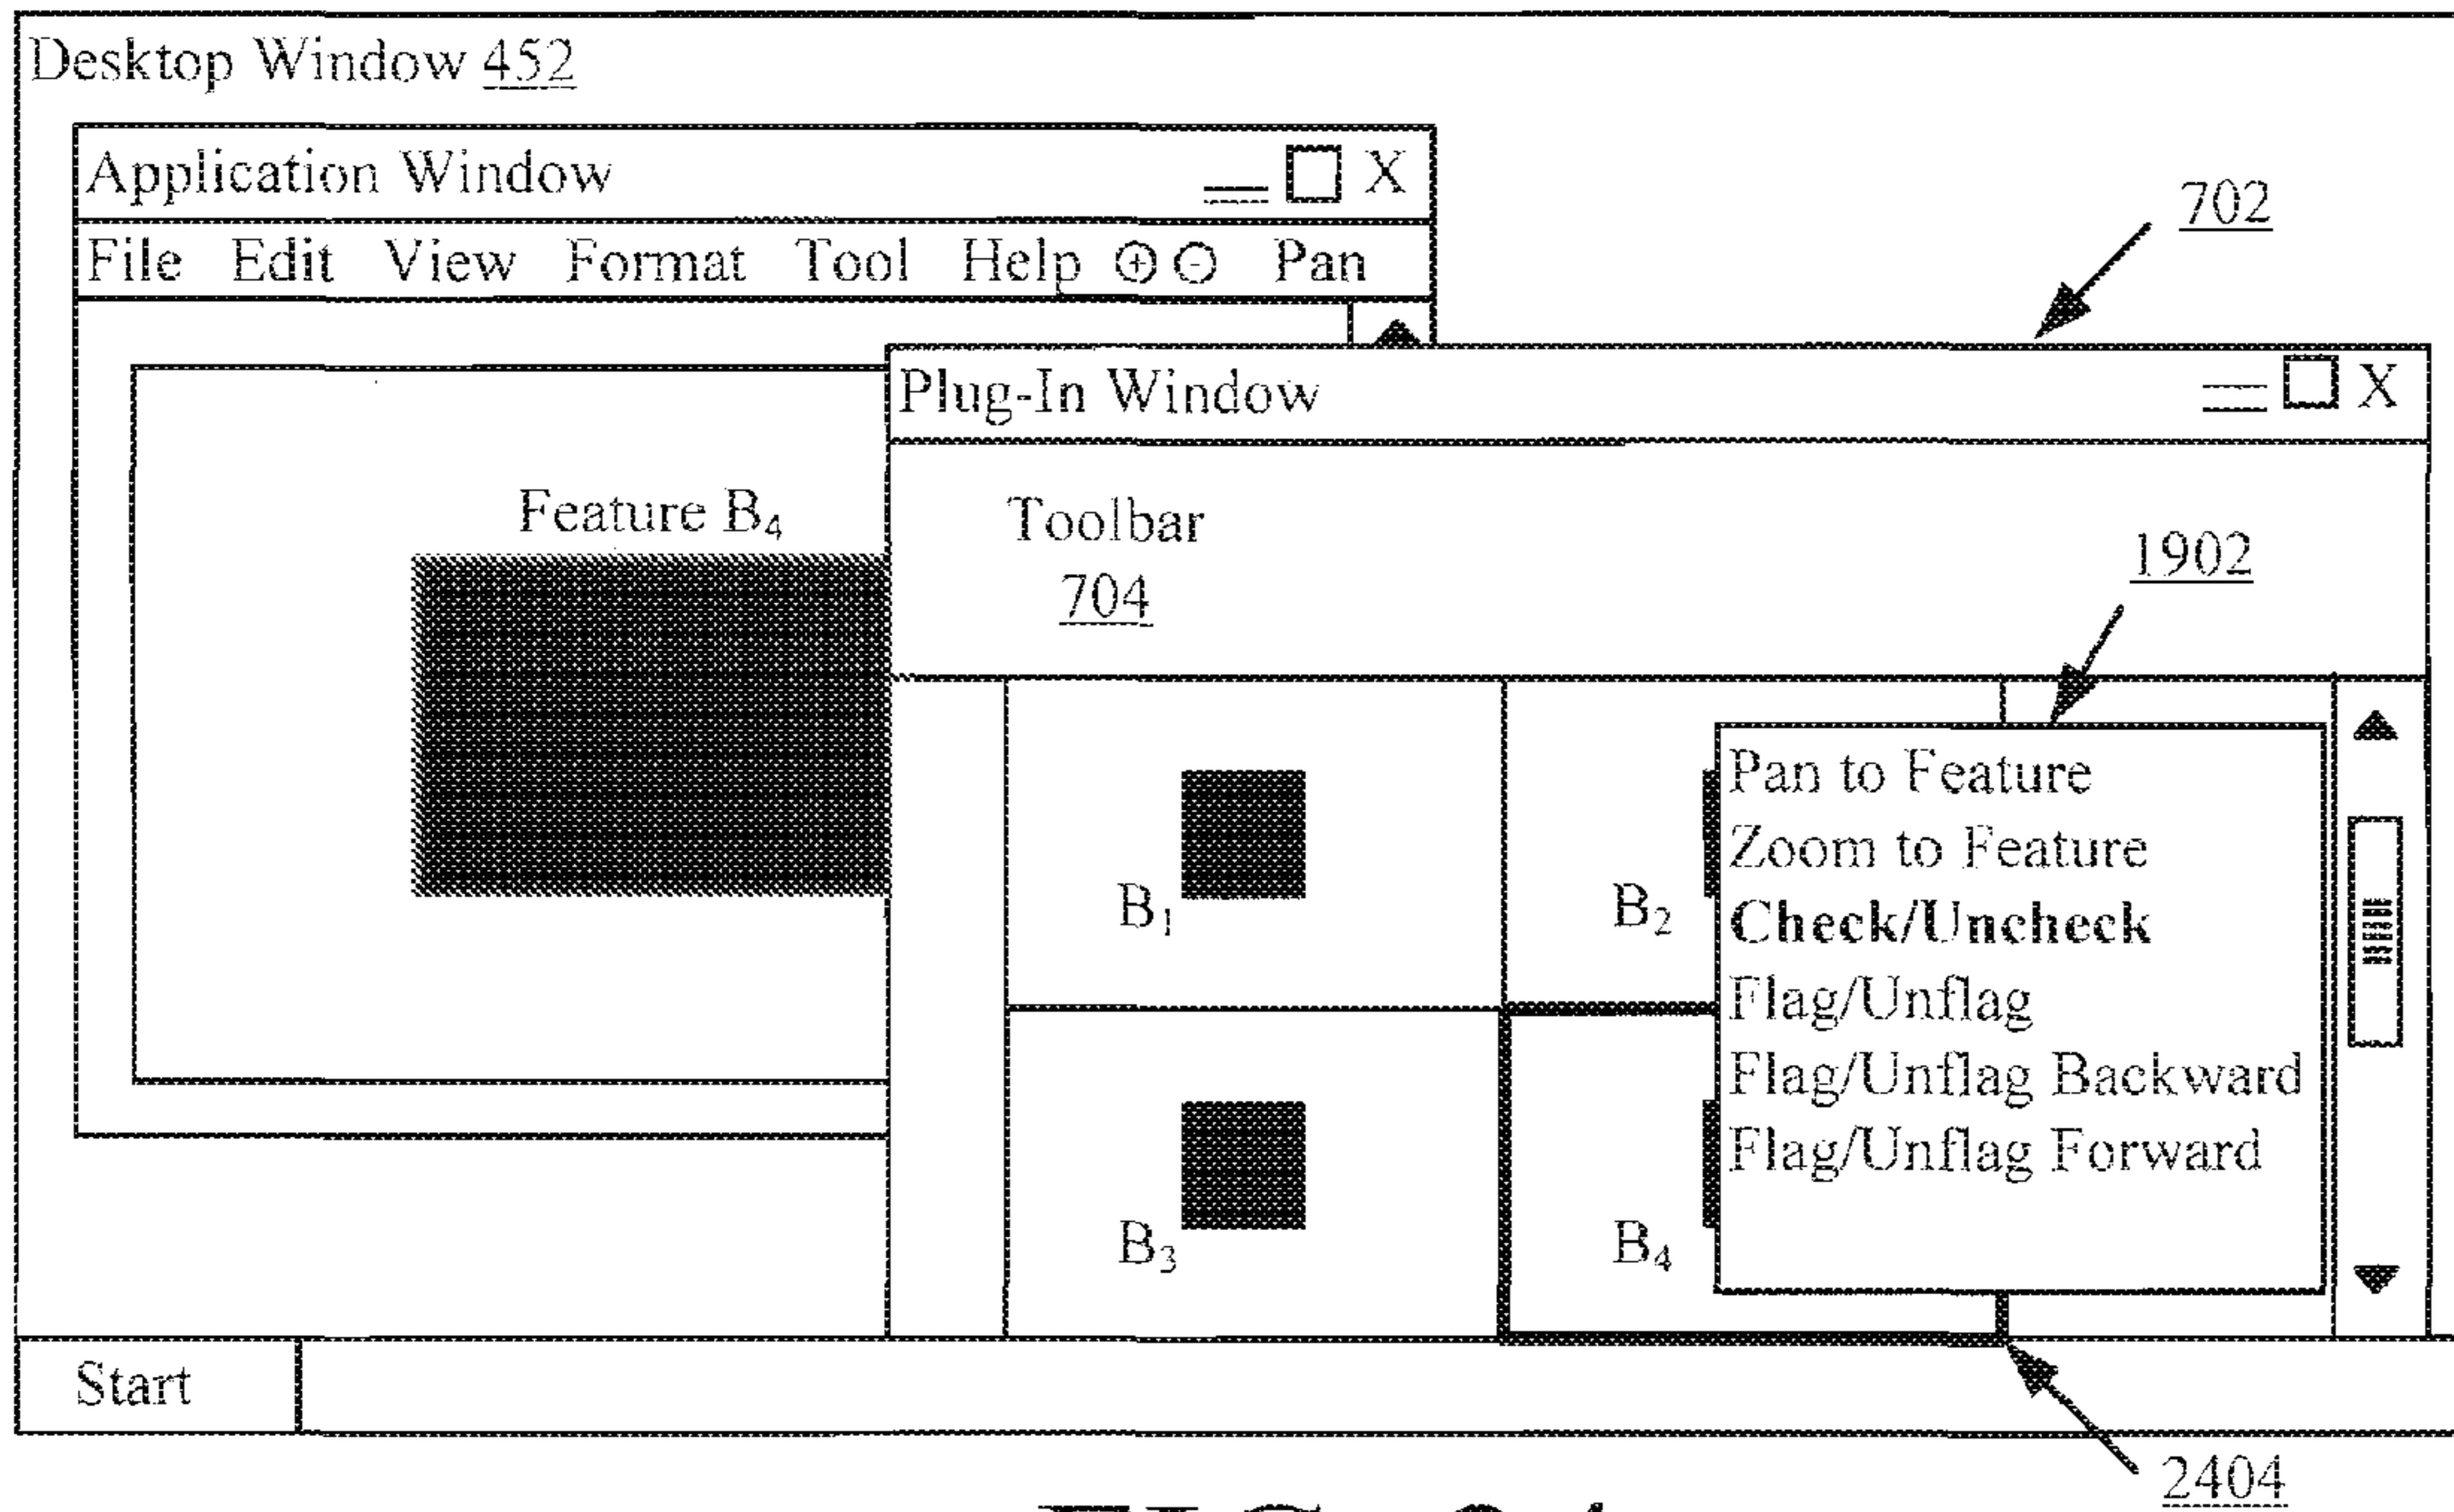 Desktop Window 452
Application Window X
File Edit View Format Tool Help + - Pan
702
Plug-In Window X
Feature B₄
Toolbar
704
1902
Pan to Feature
Zoom to Feature
Check/Uncheck
Flag/Unflag
Flag/Unflag Backward
Flag/Unflag Forward
B₁
B₂
B₃
B₄
Start
2404